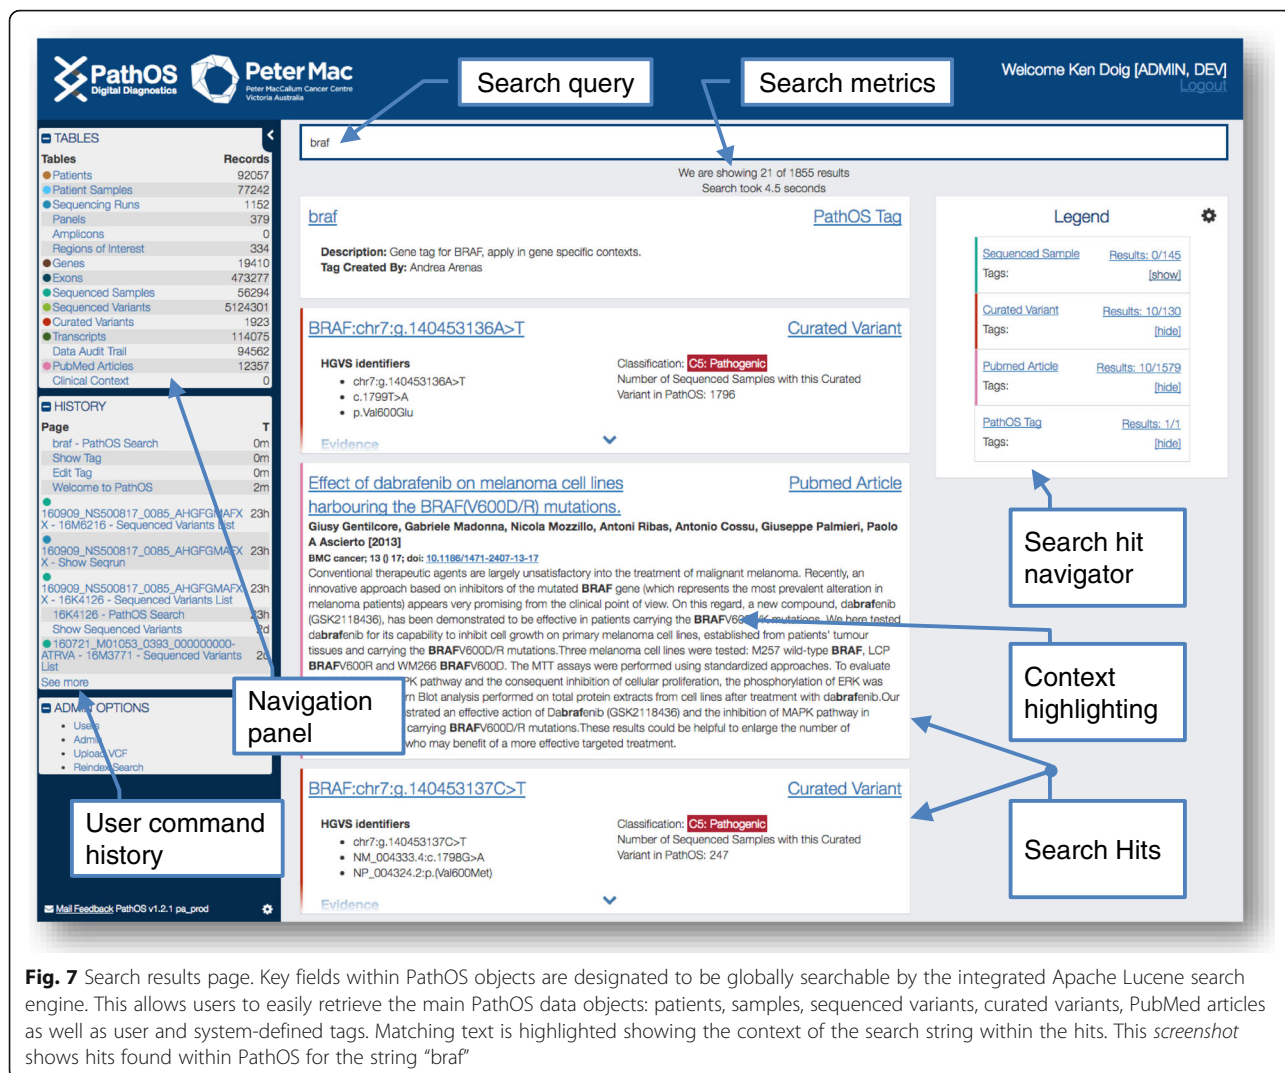 PathOS
Digital Diagnostics
Peter Mac
Peter MacCallum Cancer Centre
Victoria Australia
Search query
Search metrics
Welcome Ken Doig [ADMIN, DEV]
Logout
TABLES
Tables Records
Patients 92057
Patient Samples 77242
Sequencing Runs 1152
Panels 379
Amplicons 0
Regions of Interest 334
Genes 19410
Exons 473277
Sequenced Samples 56294
Sequenced Variants 5124301
Curated Variants 1923
Transcripts 114075
Data Audit Trail 94562
PubMed Articles 12357
Clinical Context 0
HISTORY
Page T
braf - PathOS Search 0m
Show Tag 0m
Edit Tag 0m
Welcome to PathOS 2m
160909_NS500817_0085_AHGFGMAFX 23h
X - 16M6216 - Sequenced Variants List
160909_NS500817_0085_AHGFGMAFX 23h
X - Show Seqrun
160909_NS500817_0085_AHGFGMAFX 23h
X - 16K4126 - Sequenced Variants List
16K4126 - PathOS Search 23h
Show Sequenced Variants 2d
160721_M01053_0393_000000000-
ATRVA - 16M3771 - Sequenced Variants 2d
List
See more
ADMIN OPTIONS
Users
Admin
Upload VCF
Reindex Search
Navigation
panel
User command
history
Mail Feedback PathOS v1.2.1 pa_prod
braf
We are showing 21 of 1855 results
Search took 4.5 seconds
braf PathOS Tag
Description: Gene tag for BRAF, apply in gene specific contexts.
Tag Created By: Andrea Arenas
BRAF:chr7:g.140453136A>T Curated Variant
HGVS identifiers
chr7:g.140453136A>T
c.1799T>A
p.Val600Glu
Classification: C5: Pathogenic
Number of Sequenced Samples with this Curated
Variant in PathOS: 1796
Evidence
Effect of dabrafenib on melanoma cell lines Pubmed Article
harbouring the BRAF(V600D/R) mutations.
Giusy Gentilcore, Gabriele Madonna, Nicola Mozzillo, Antoni Ribas, Antonio Cossu, Giuseppe Palmieri, Paolo
A Ascierto [2013]
BMC cancer; 13 () 17; doi: 10.1186/1471-2407-13-17
Conventional therapeutic agents are largely unsatisfactory into the treatment of malignant melanoma. Recently, an
innovative approach based on inhibitors of the mutated BRAF gene (which represents the most prevalent alteration in
melanoma patients) appears very promising from the clinical point of view. On this regard, a new compound, dabrafenib
(GSK2118436), has been demonstrated to be effective in patients carrying the BRAFV600E/K mutations. We here tested
dabrafenib for its capability to inhibit cell growth on primary melanoma cell lines, established from patients' tumour
tissues and carrying the BRAFV600D/R mutations.Three melanoma cell lines were tested: M257 wild-type BRAF, LCP
BRAFV600R and WM266 BRAFV600D. The MTT assays were performed using standardized approaches. To evaluate
PK pathway and the consequent inhibition of cellular proliferation, the phosphorylation of ERK was
rn Blot analysis performed on total protein extracts from cell lines after treatment with dabrafenib.Our
strated an effective action of Dabrafenib (GSK2118436) and the inhibition of MAPK pathway in
carrying BRAFV600D/R mutations.These results could be helpful to enlarge the number of
who may benefit of a more effective targeted treatment.
BRAF:chr7:g.140453137C>T Curated Variant
HGVS identifiers
chr7:g.140453137C>T
NM_004333.4:c.1798G>A
NP_004324.2:p.(Val600Met)
Classification: C5: Pathogenic
Number of Sequenced Samples with this Curated
Variant in PathOS: 247
Evidence
Legend
Sequenced Sample Results: 0/145
Tags: [show]
Curated Variant Results: 10/130
Tags: [hide]
Pubmed Article Results: 10/1579
Tags: [hide]
PathOS Tag Results: 1/1
Tags: [hide]
Search hit
navigator
Context
highlighting
Search Hits
Fig. 7 Search results page. Key fields within PathOS objects are designated to be globally searchable by the integrated Apache Lucene search
engine. This allows users to easily retrieve the main PathOS data objects: patients, samples, sequenced variants, curated variants, PubMed articles
as well as user and system-defined tags. Matching text is highlighted showing the context of the search string within the hits. This screenshot
shows hits found within PathOS for the string “braf”